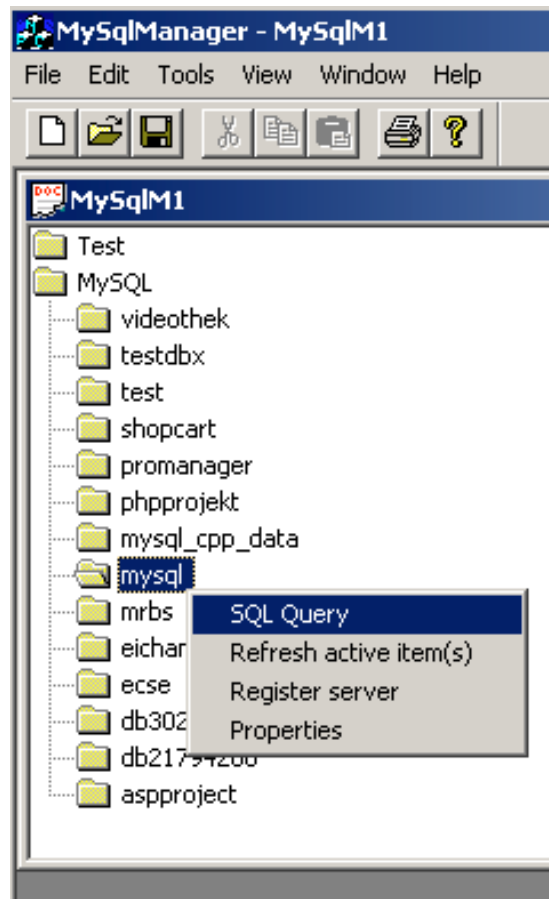 MySqlManager - MySqlM1
File Edit Tools View Window Help
DOC MySqlM1
Test
MySQL
videothek
testdbx
test
shopcart
promanager
phpprojekt
mysql_cpp_data
mysql
mrbs SQL Query
Refresh active item(s)
ecse Register server
Properties
aspproject